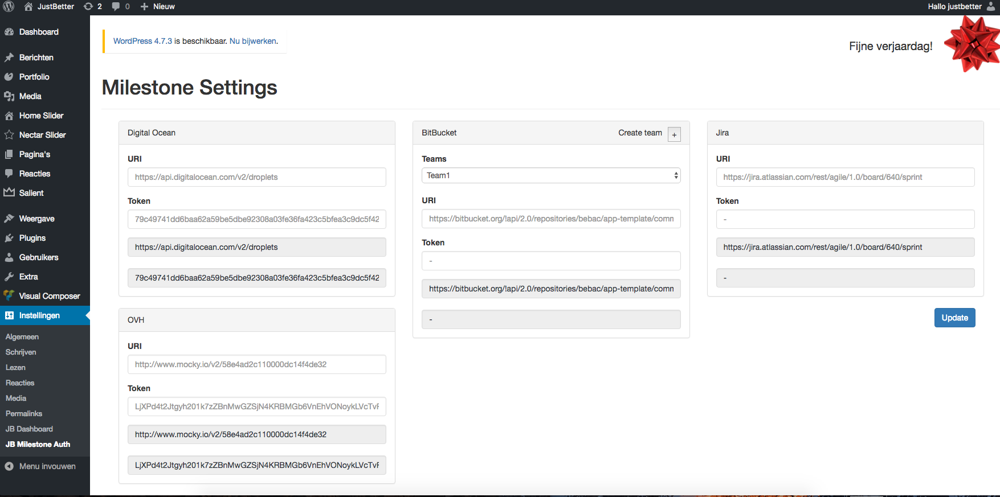 JustBetter 2 0 Nieuw
Hallo justbetter
Dashboard
Berichten
Portfolio
Media
Home Slider
Nectar Slider
Pagina's
Reacties
Salient
Weergave
Plugins
Gebruikers
Extra
Visual Composer
Instellingen
Algemeen
Schrijven
Lezen
Reacties
Media
Permalinks
JB Dashboard
JB Milestone Auth
Menu invouwen
WordPress 4.7.3 is beschikbaar. Nu bijwerken.
Fijne verjaardag!
Milestone Settings
Digital Ocean
URI
https://api.digitalocean.com/v2/droplets
Token
79c49741dd6baa62a59be5dbe92308a03fe36fa423c5bfea3c9dc5f42
https://api.digitalocean.com/v2/droplets
79c49741dd6baa62a59be5dbe92308a03fe36fa423c5bfea3c9dc5f42
OVH
URI
http://www.mocky.io/v2/58e4ad2c110000dc14f4de32
Token
LjXPd4t2Jtgyh201k7zZBnMwGZSjN4KRBMGb6VnEhVONoykLVcTvF
http://www.mocky.io/v2/58e4ad2c110000dc14f4de32
LjXPd4t2Jtgyh201k7zZBnMwGZSjN4KRBMGb6VnEhVONoykLVcTvF
BitBucket
Create team +
Teams
Team1
URI
https://bitbucket.org/!api/2.0/repositories/bebac/app-template/comm
Token
-
https://bitbucket.org/!api/2.0/repositories/bebac/app-template/comm
-
Jira
URI
https://jira.atlassian.com/rest/agile/1.0/board/640/sprint
Token
-
https://jira.atlassian.com/rest/agile/1.0/board/640/sprint
-
Update